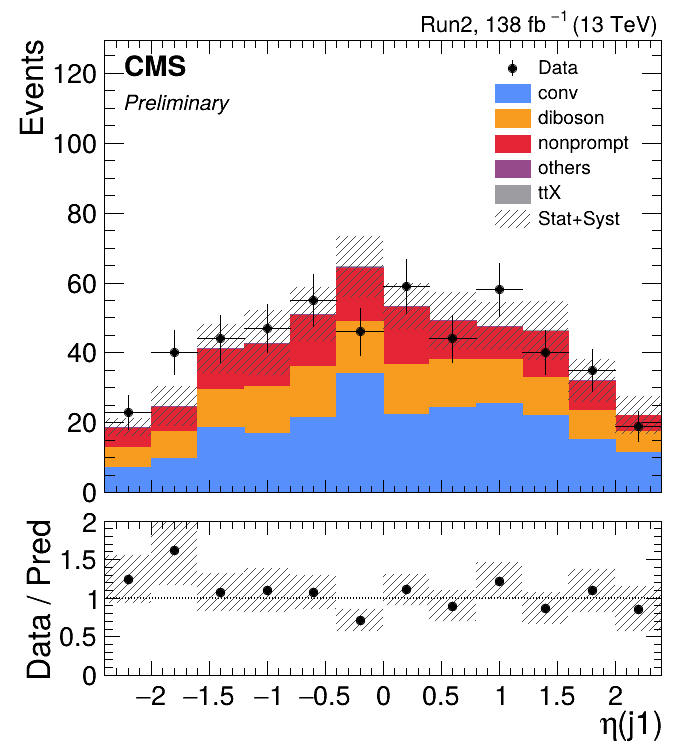 Run2, 138 fb⁻¹ (13 TeV)
CMS
Preliminary
Events
120
100
80
60
40
20
0
Data
conv
diboson
nonprompt
others
ttX
Stat+Syst
Data / Pred
2
1.5
1
0.5
0
−2 −1.5 −1 −0.5 0 0.5 1 1.5 2
η(j1)